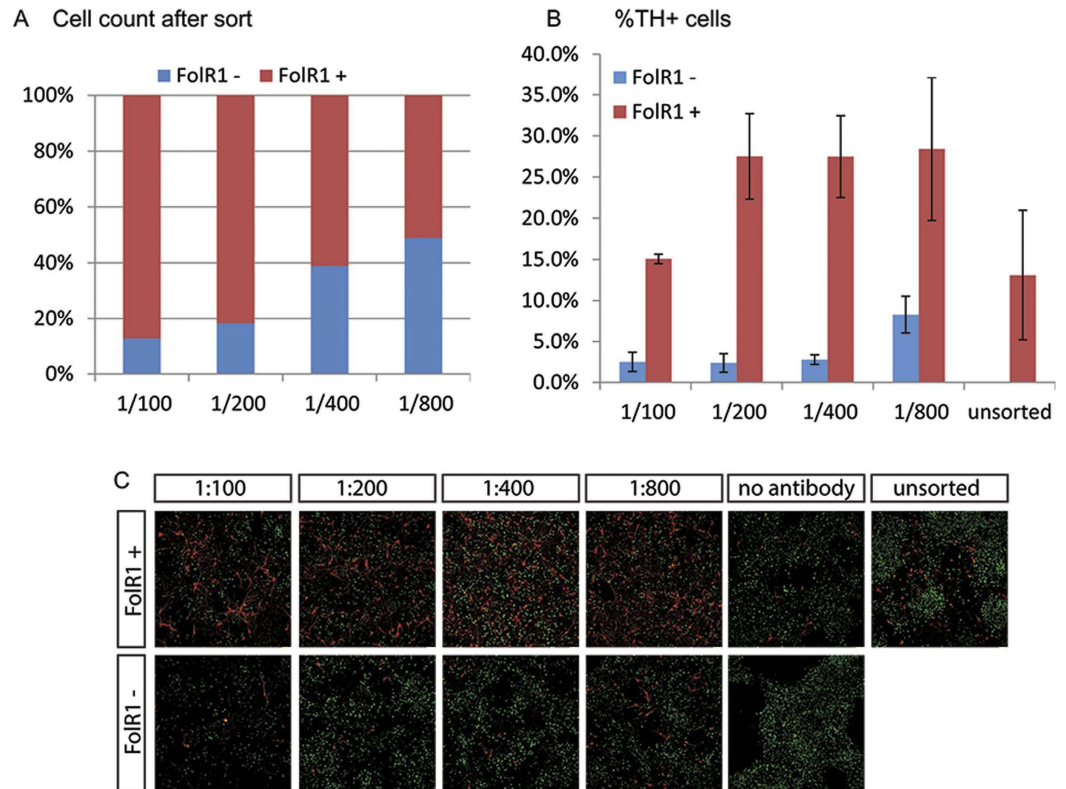 A Cell count after sort
FolR1 - FolR1 +
100%
80%
60%
40%
20%
0%
1/100 1/200 1/400 1/800
B %TH+ cells
40.0%
35.0%
30.0%
25.0%
20.0%
15.0%
10.0%
5.0%
0.0%
FolR1 -
FolR1 +
1/100 1/200 1/400 1/800 unsorted
C
1:100 1:200 1:400 1:800 no antibody unsorted
FolR1 +
FolR1 -